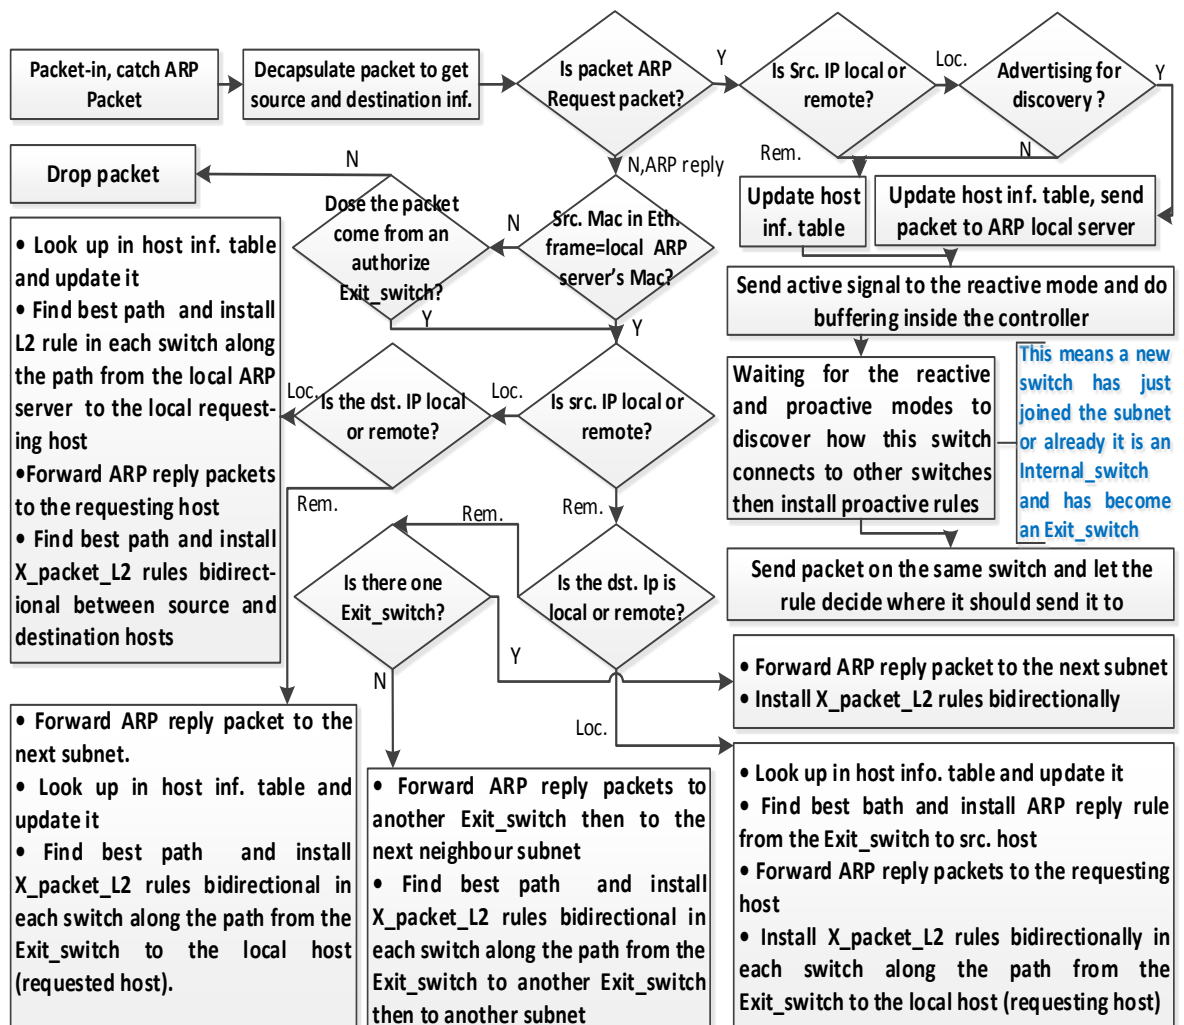 Packet-in, catch ARP
Packet
Decapsulate packet to get
source and destination inf.
Is packet ARP
Request packet?
Y
Is Src. IP local or
remote?
Loc.
Advertising for
discovery ?
Y
N
Rem.
N
N,ARP reply
Drop packet
Update host
inf. table
Update host inf. table, send
packet to ARP local server
Dose the packet
come from an
authorize
Exit_switch?
N
Src. Mac in Eth.
frame=local ARP
server's Mac?
Y
Y
Send active signal to the reactive mode and do
buffering inside the controller
• Look up in host inf. table
and update it
• Find best path and install
L2 rule in each switch along
the path from the local ARP
server to the local request-
ing host
•Forward ARP reply packets
to the requesting host
• Find best path and install
X_packet_L2 rules bidirect-
ional between source and
destination hosts
Loc.
Is the dst. IP local
or remote?
Loc.
Is src. IP local or
remote?
Waiting for the reactive
and proactive modes to
discover how this switch
connects to other switches
then install proactive rules
This means a new
switch has just
joined the subnet
or already it is an
Internal_switch
and has become
an Exit_switch
Rem.
Rem.
Rem.
Is there one
Exit_switch?
Is the dst. Ip is
local or remote?
Send packet on the same switch and let the
rule decide where it should send it to
Y
N
Loc.
• Forward ARP reply packet to the next subnet
• Install X_packet_L2 rules bidirectionally
• Forward ARP reply packet to the
next subnet.
• Look up in host inf. table and
update it
• Find best path and install
X_packet_L2 rules bidirectional in
each switch along the path from the
Exit_switch to the local host
(requested host).
• Forward ARP reply packets to
another Exit_switch then to the
next neighbour subnet
• Find best path and install
X_packet_L2 rules bidirectional in
each switch along the path from the
Exit_switch to another Exit_switch
then to another subnet
• Look up in host info. table and update it
• Find best bath and install ARP reply rule
from the Exit_switch to src. host
• Forward ARP reply packets to the requesting
host
• Install X_packet_L2 rules bidirectionally in
each switch along the path from the
Exit_switch to the local host (requesting host)